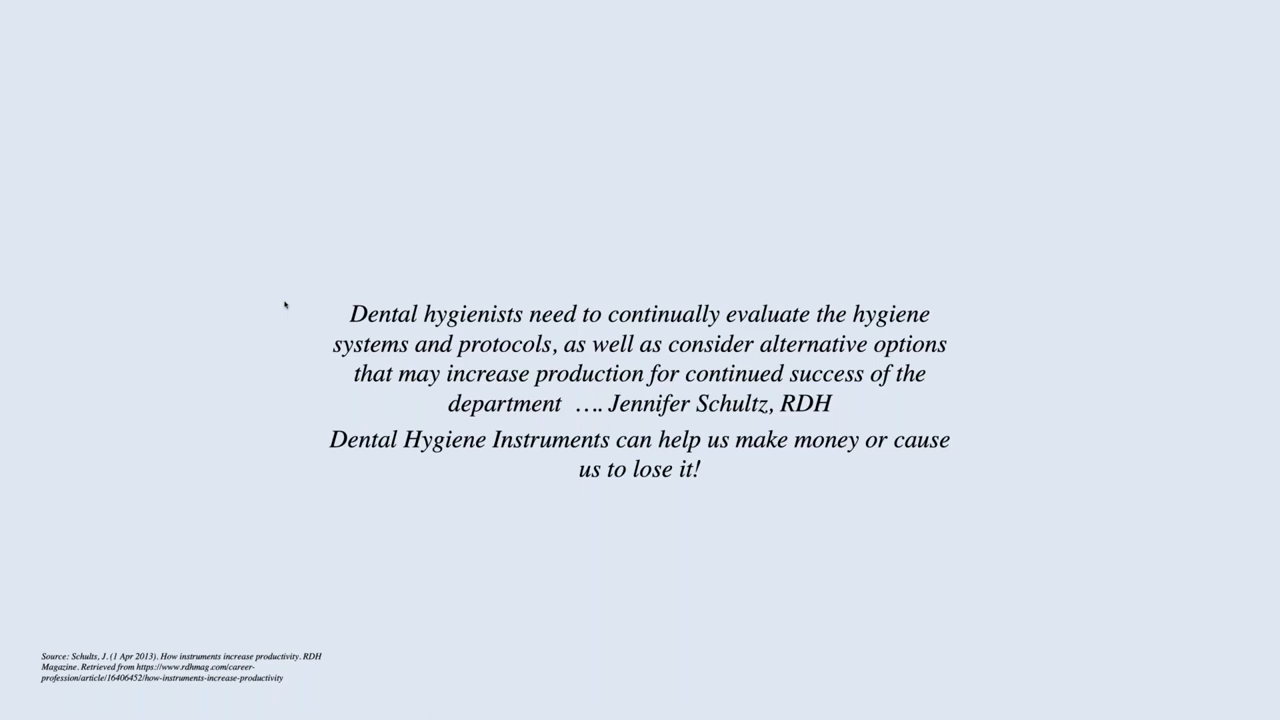 Dental hygienists need to continually evaluate the hygiene
systems and protocols, as well as consider alternative options
that may increase production for continued success of the
department …. Jennifer Schultz, RDH
Dental Hygiene Instruments can help us make money or cause
us to lose it!
Source: Schults, J. (1 Apr 2013). How instruments increase productivity. RDH
Magazine. Retrieved from https://www.rdhmag.com/career-
profession/article/16406452/how-instruments-increase-productivity